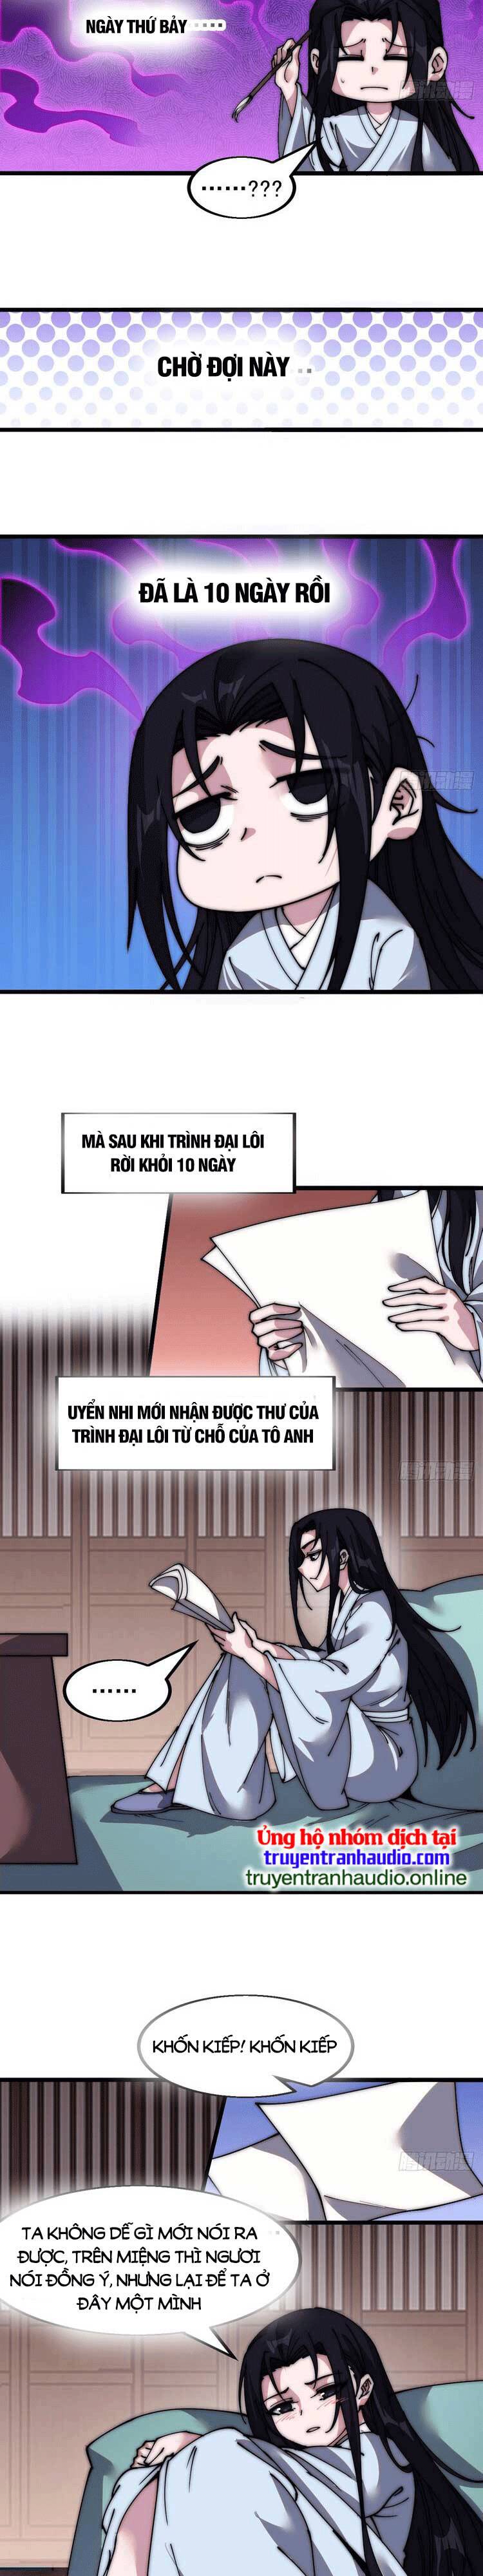 NGÀY THỨ BẢY .....
......???
CHỜ ĐỢI NÀY ..
ĐÃ LÀ 10 NGÀY RỒI
MÀ SAU KHI TRÌNH ĐẠI LÔI
RỜI KHỎI 10 NGÀY
UYỂN NHI MỚI NHẬN ĐƯỢC THƯ CỦA
TRÌNH ĐẠI LÔI TỪ CHỖ CỦA TÔ ANH
......
Ủng hộ nhóm dịch tại
truyentranhaudio.com
truyentranhaudio.online
KHỐN KIẾP! KHỐN KIẾP
TA KHÔNG DỄ GÌ MỚI NÓI RA
ĐƯỢC, TRÊN MIỆNG THÌ NGƯƠI
NÓI ĐỒNG Ý, NHƯNG LẠI ĐỂ TA Ở
ĐÂY MỘT MÌNH